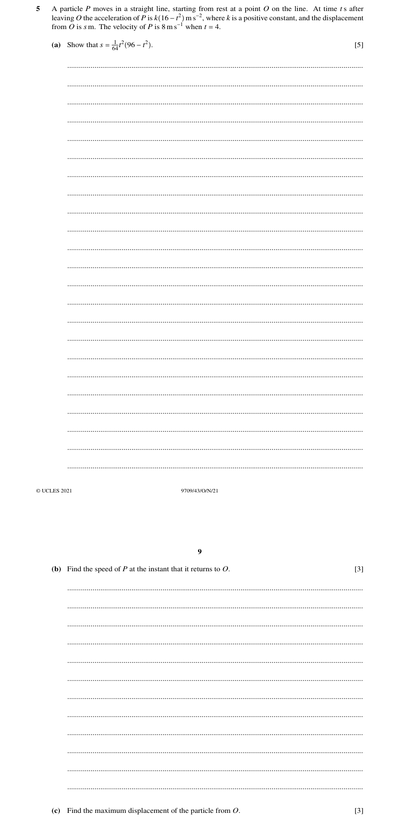 5 A particle P moves in a straight line, starting from rest at a point O on the line. At time t s after
leaving O the acceleration of P is k(16 − t²) m s⁻², where k is a positive constant, and the displacement
from O is s m. The velocity of P is 8 m s⁻¹ when t = 4.
(a) Show that s = 1/64 t²(96 − t²). [5]
© UCLES 2021 9709/43/O/N/21
9
(b) Find the speed of P at the instant that it returns to O. [3]
(c) Find the maximum displacement of the particle from O. [3]